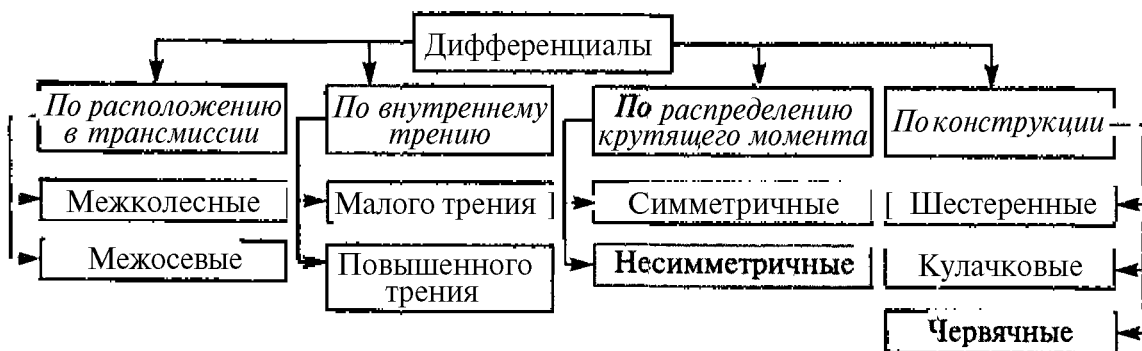 Дифференциалы
По расположению
в трансмиссии
Межколесные
Межосевые
По внутреннему
трению
Малого трения
Повышенного
трения
По распределению
крутящего момента
Симметричные
Несимметричные
По конструкции
Шестеренные
Кулачковые
Червячные